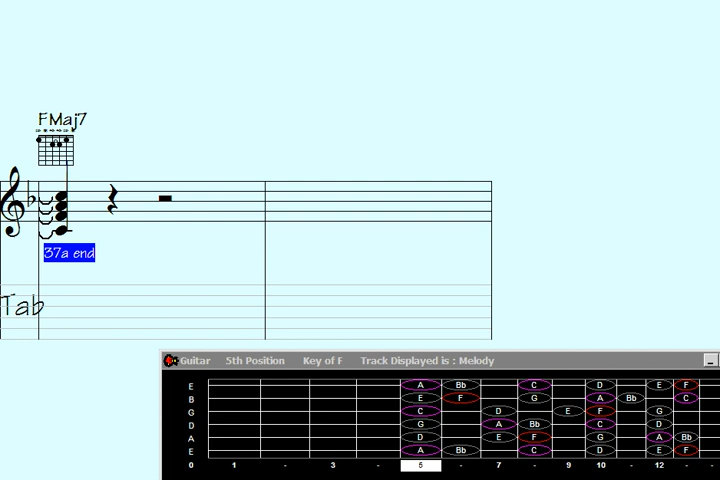 FMaj7
37a end
Tab
Guitar 5th Position Key of F Track Displayed is : Melody
E A Bb C D E F
B E F G A Bb C
G C D E F G
D G A Bb C D
A D E F G A Bb
E A Bb C D E F
0 1 - 3 - 5 - 7 - 9 10 - 12 - -